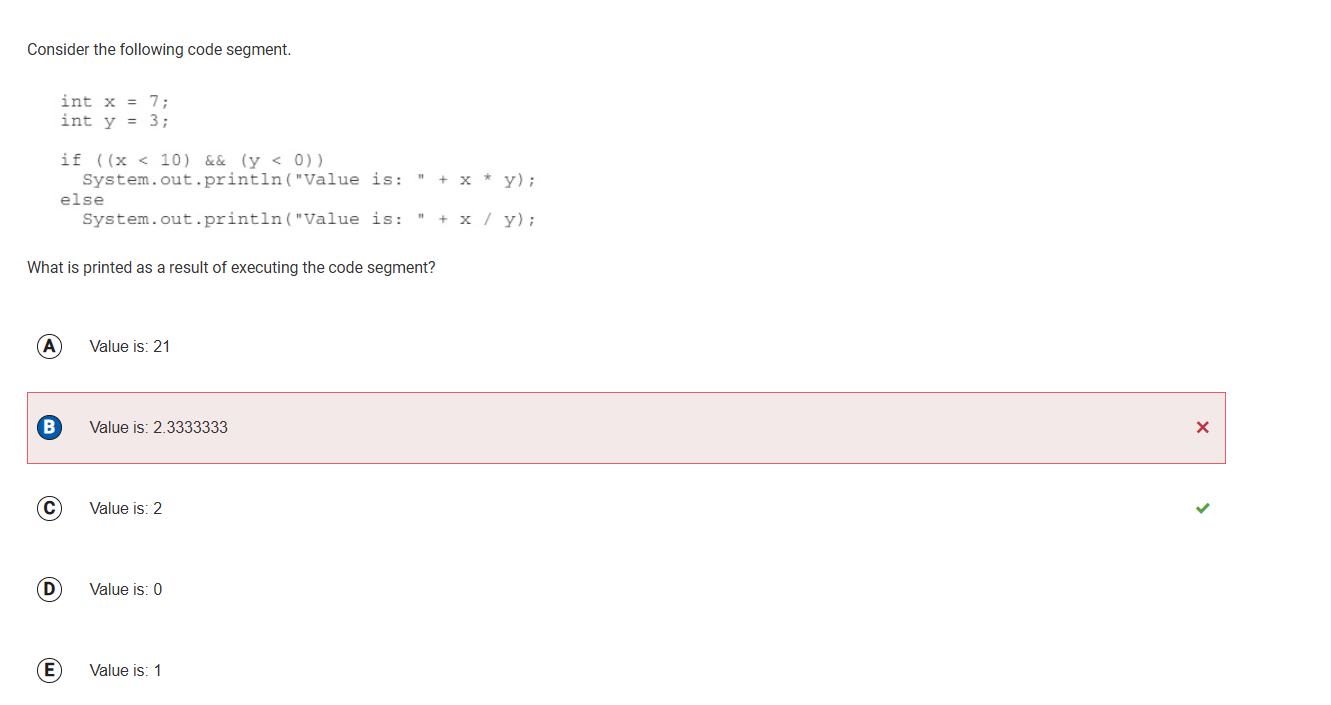 Consider the following code segment.
int x = 7;
int y = 3;
if ((x < 10) && (y < 0))
System.out.println("Value is: " + x * y);
else
System.out.println("Value is: " + x / y);
What is printed as a result of executing the code segment?
A Value is: 21
B Value is: 2.3333333
C Value is: 2
D Value is: 0
E Value is: 1